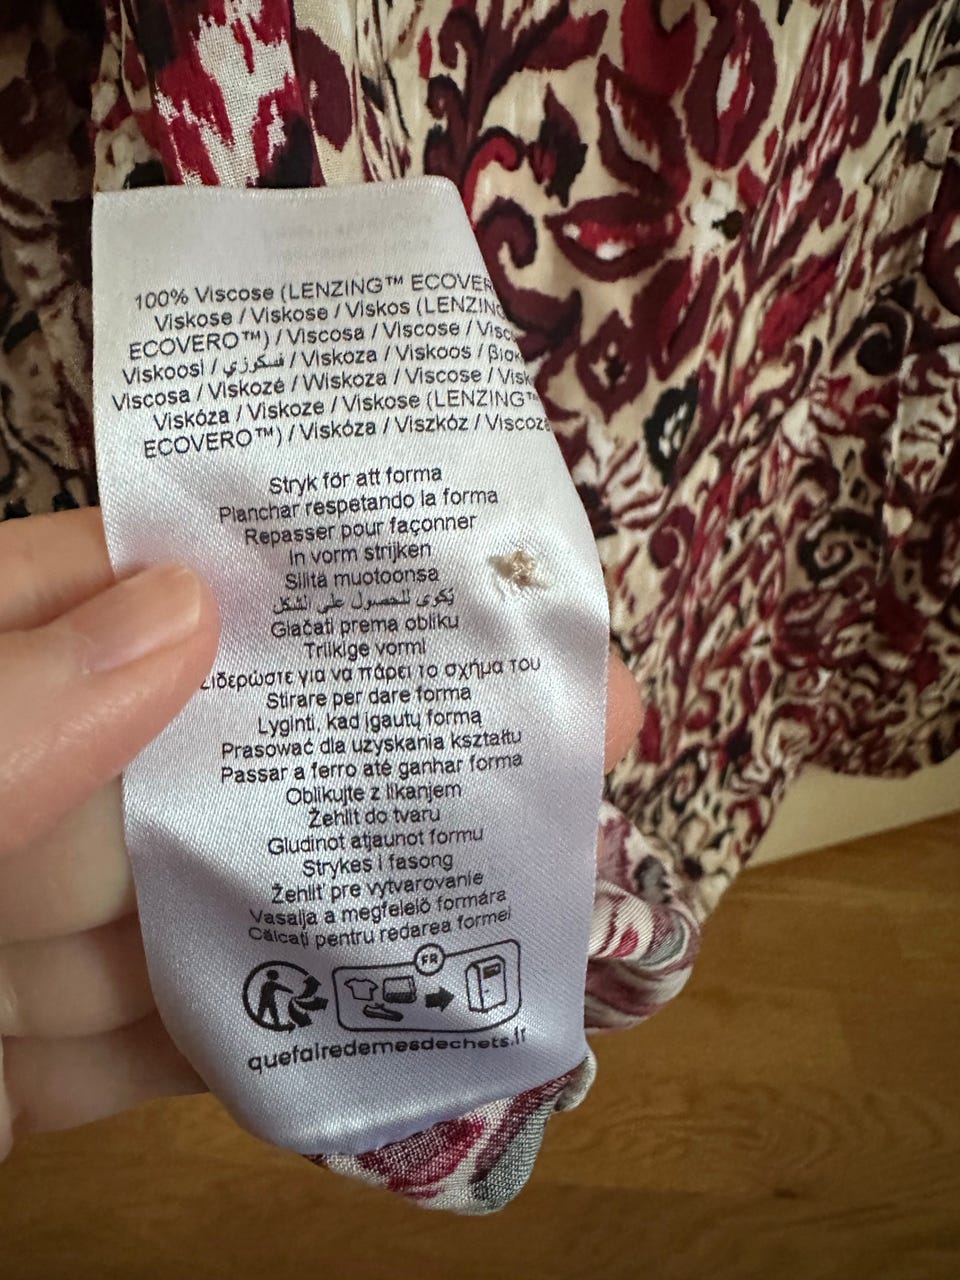 100% Viscose (LENZING™ ECOVER
Viskose / Viskose / Viskos (LENZING
ECOVERO™) / Viscosa / Viscose / Visc
Viskoosi / فسكوزي / Viskoza / Viskoos / βισκ
Viscosa / Viskozė / Wiskoza / Viscose / Visk
Viskóza / Viskoze / Viskose (LENZING™
ECOVERO™) / Viskóza / Viszkóz / Viscoză
Stryk för att forma
Planchar respetando la forma
Repasser pour façonner
In vorm strijken
Silitä muotoonsa
يُكوى للحصول على الشكل
Glačati prema obliku
Triikige vormi
Σιδερώστε για να πάρει το σχήμα του
Stirare per dare forma
Lyginti, kad įgautų formą
Prasować dla uzyskania kształtu
Passar a ferro até ganhar forma
Oblikujte z likanjem
Žehlit do tvaru
Gludinot atjaunot formu
Strykes i fasong
Žehliť pre vytvarovanie
Vasalja a megfelelő formára
Călcați pentru redarea formei
FR
quefairedemesdechets.fr